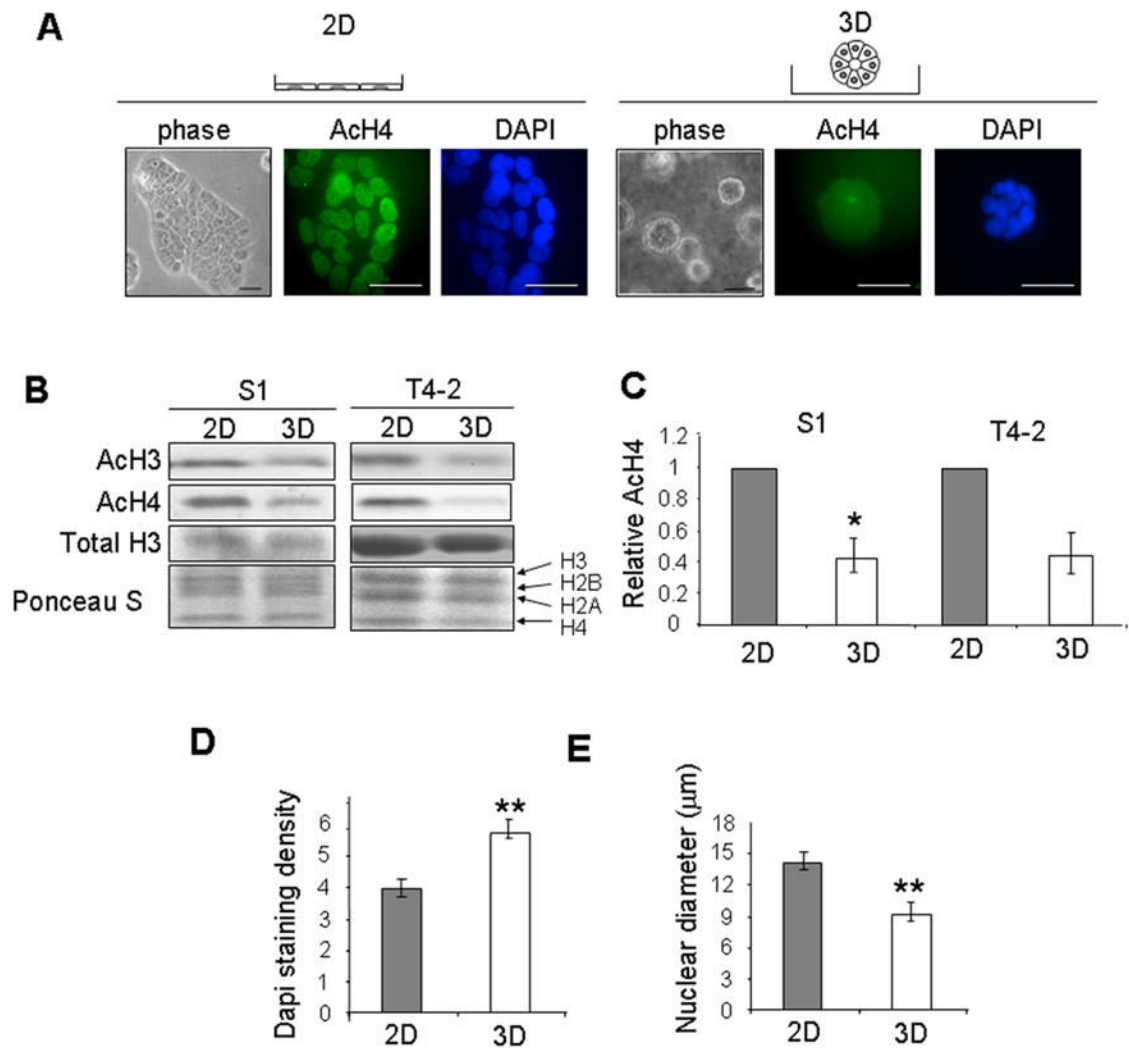 A
2D
3D
phase AcH4 DAPI
phase AcH4 DAPI
B
S1 T4-2
2D 3D 2D 3D
AcH3
AcH4
Total H3
Ponceau S
H3
H2B
H2A
H4
C
S1 T4-2
Relative AcH4
1.2
1
0.8
0.6
0.4
0.2
0
*
2D 3D 2D 3D
D
Dapi staining density
6
5
4
3
2
1
0
**
2D 3D
E
Nuclear diameter (μm)
18
15
12
9
6
3
0
**
2D 3D